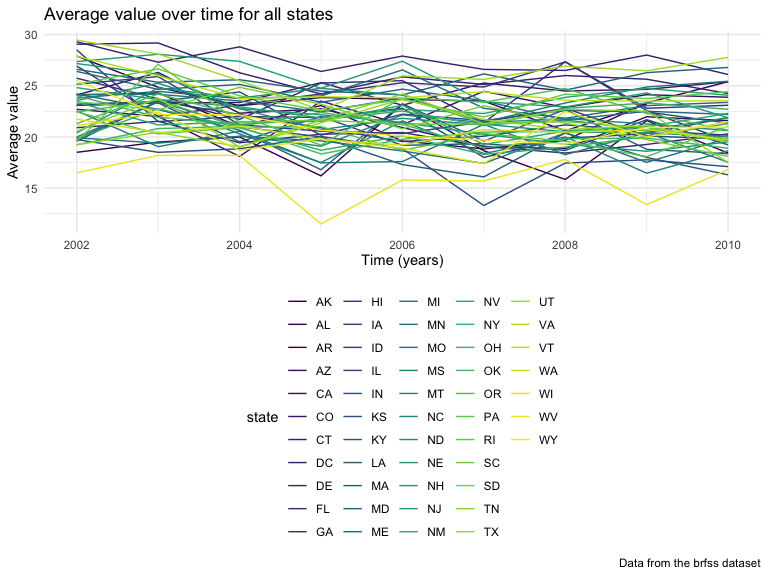 Average value over time for all states
30
25
20
15
Average value
2002 2004 2006 2008 2010
Time (years)
state
AK HI MI NV UT
AL IA MN NY VA
AR ID MO OH VT
AZ IL MS OK WA
CA IN MT OR WI
CO KS NC PA WV
CT KY ND RI WY
DC LA NE SC
DE MA NH SD
FL MD NJ TN
GA ME NM TX
Data from the brfss dataset